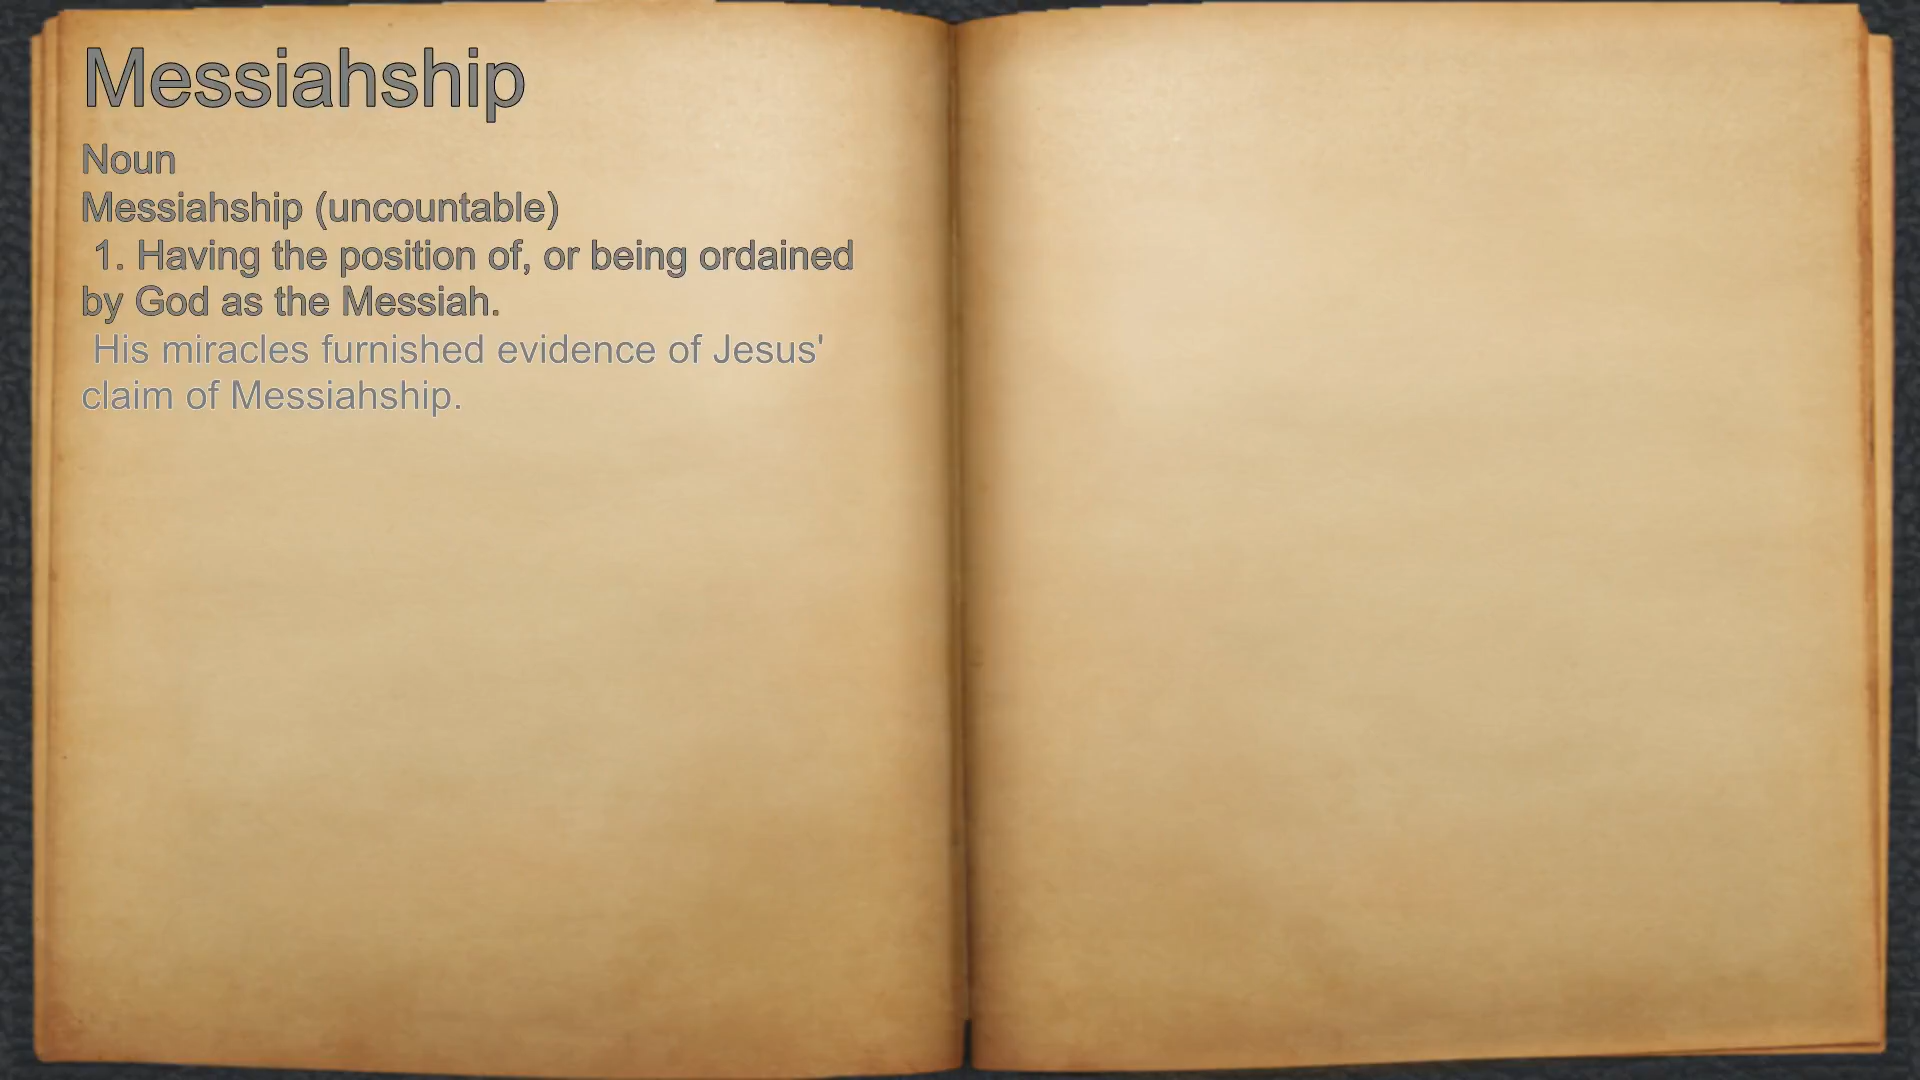 Messiahship
Noun
Messiahship (uncountable)
1. Having the position of, or being ordained
by God as the Messiah.
His miracles furnished evidence of Jesus'
claim of Messiahship.